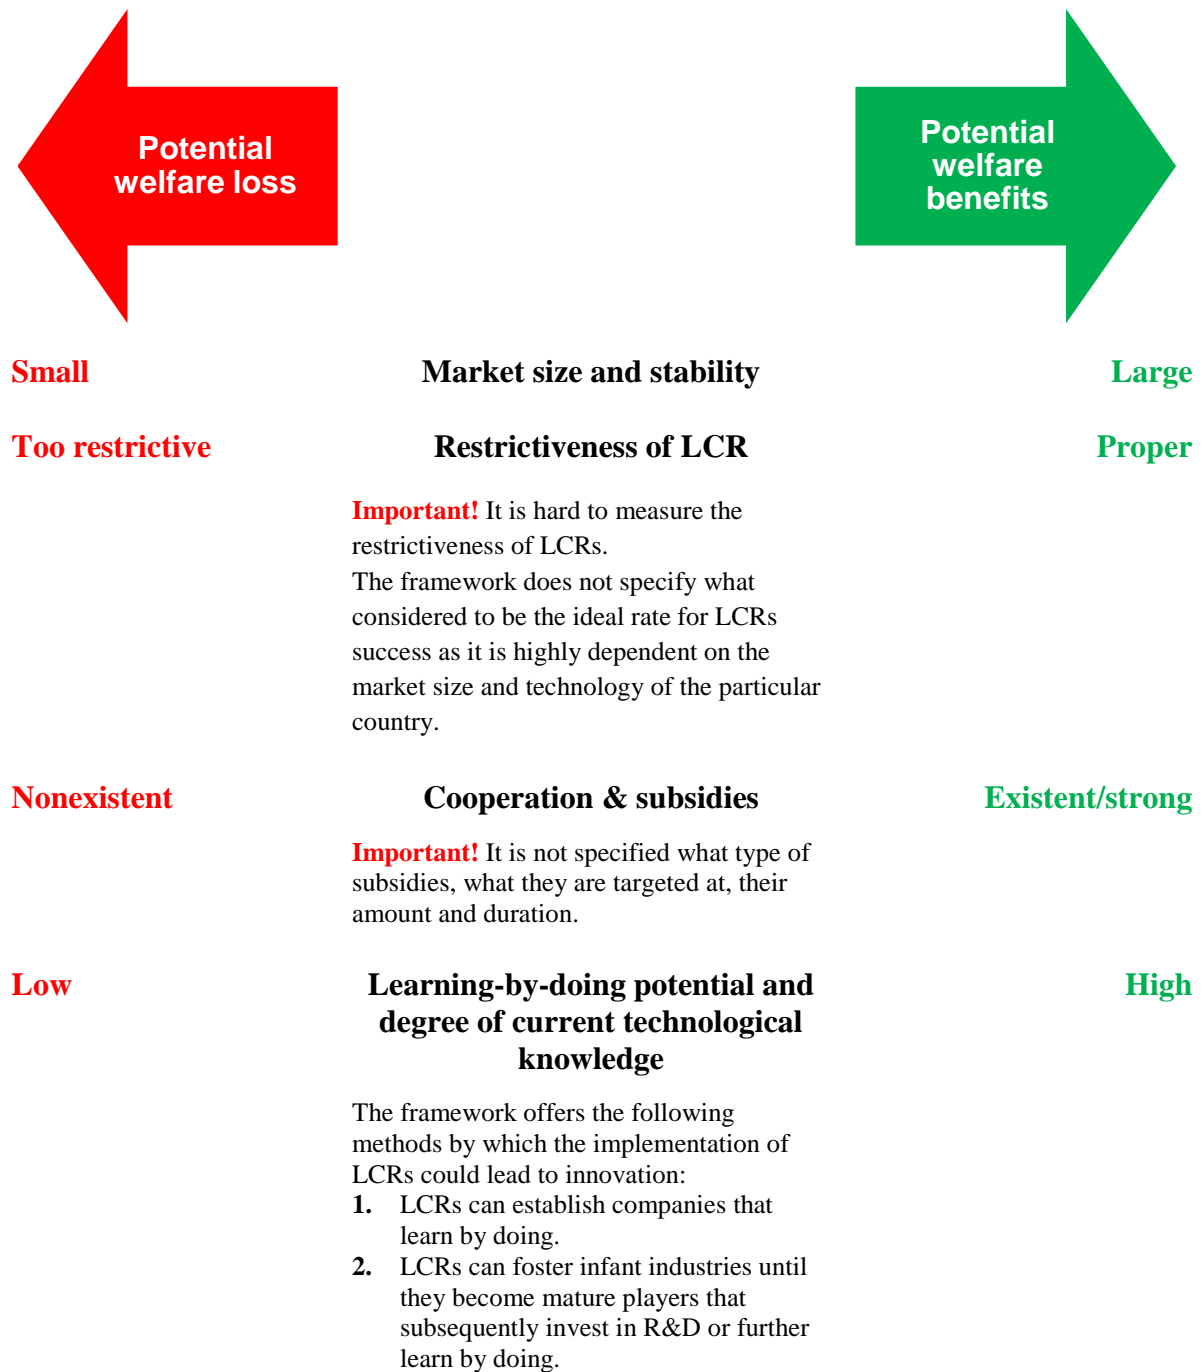 Potential
welfare loss
Potential
welfare
benefits
Small Market size and stability Large
Too restrictive Restrictiveness of LCR Proper
Important! It is hard to measure the
restrictiveness of LCRs.
The framework does not specify what
considered to be the ideal rate for LCRs
success as it is highly dependent on the
market size and technology of the particular
country.
Nonexistent Cooperation & subsidies Existent/strong
Important! It is not specified what type of
subsidies, what they are targeted at, their
amount and duration.
Low Learning-by-doing potential and High
degree of current technological
knowledge
The framework offers the following
methods by which the implementation of
LCRs could lead to innovation:
1. LCRs can establish companies that
learn by doing.
2. LCRs can foster infant industries until
they become mature players that
subsequently invest in R&D or further
learn by doing.